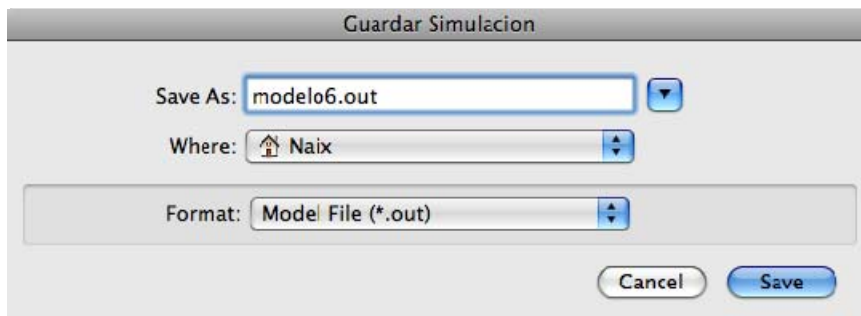 Guardar Simulacion
Save As: modelo6.out
Where: Naix
Format: Model File (*.out)
Cancel Save